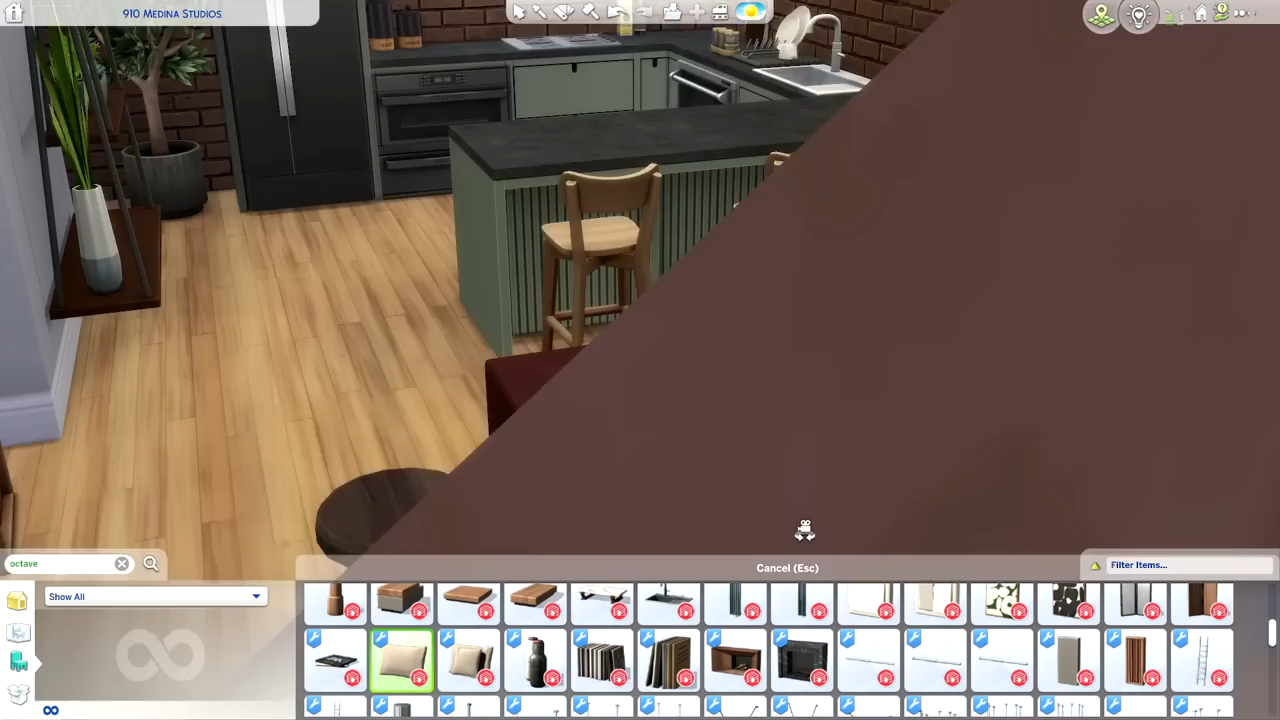 910 Medina Studios
octave
Cancel (Esc)
Filter Items...
Show All